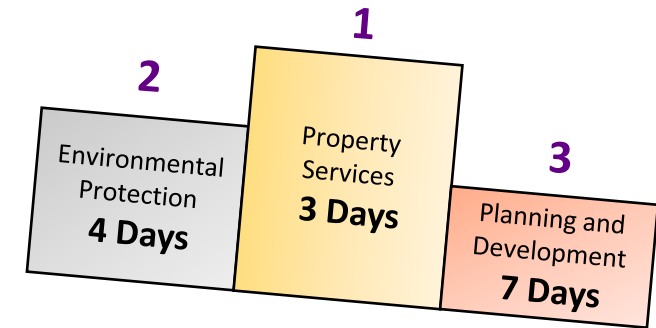 1
2
3
Environmental
Protection
4 Days
Property
Services
3 Days
Planning and
Development
7 Days